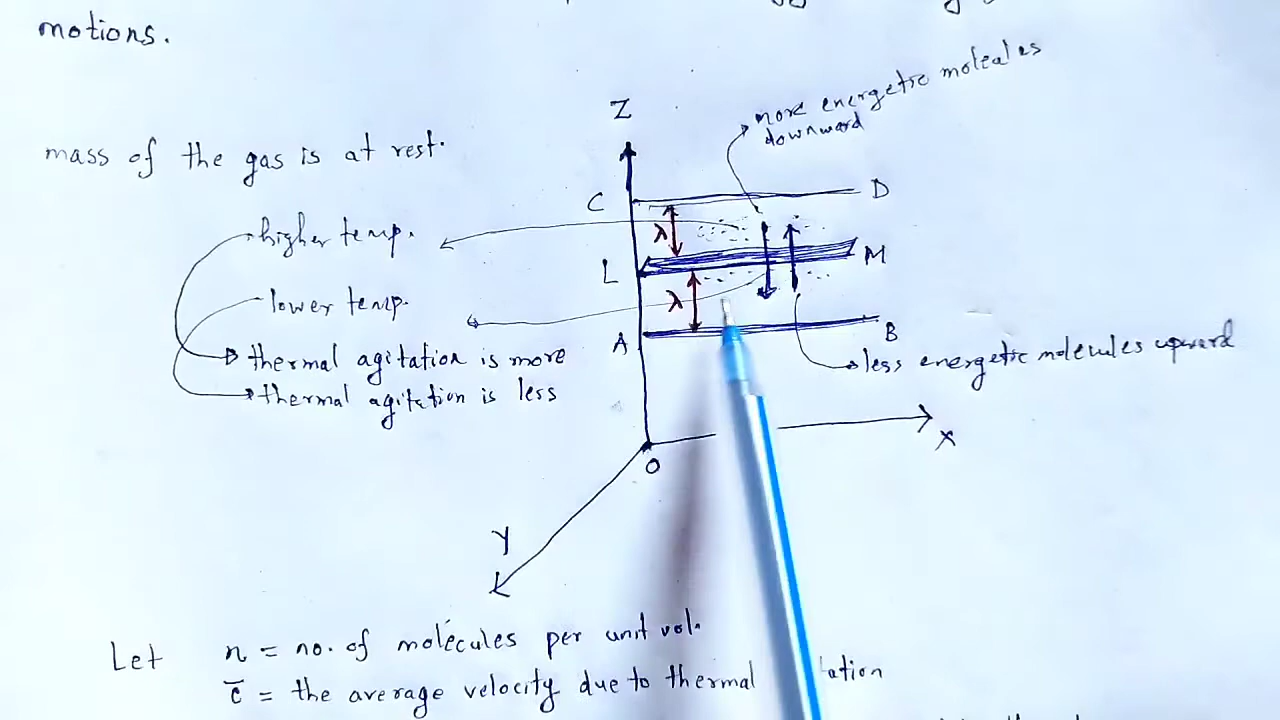 motions.
mass of the gas is at rest.
higher temp.
lower temp.
thermal agitation is more
thermal agitation is less
more energetic molecules
downward
Z
C D
λ
L M
λ
A B
less energetic molecules upward
X
O
Y
Let n = no. of molecules per unit vol.
c̄ = the average velocity due to thermal